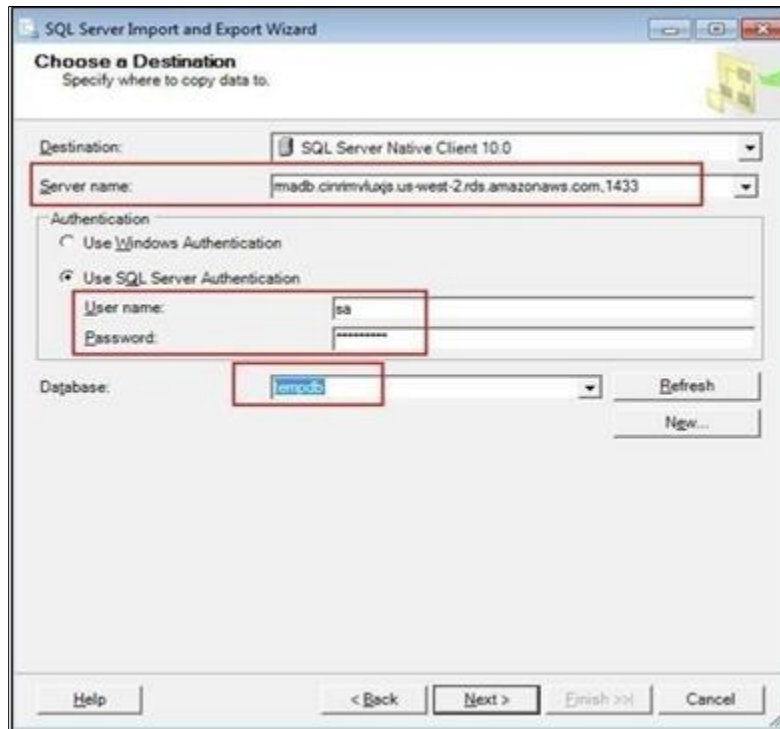 SQL Server Import and Export Wizard
Choose a Destination
Specify where to copy data to.
Destination: SQL Server Native Client 10.0
Server name: rmadb.cinrimvluxjs.us-west-2.rds.amazonaws.com,1433
Authentication
Use Windows Authentication
Use SQL Server Authentication
User name: sa
Password:
Database: tempdb Refresh
New...
Help < Back Next > Finish >>| Cancel